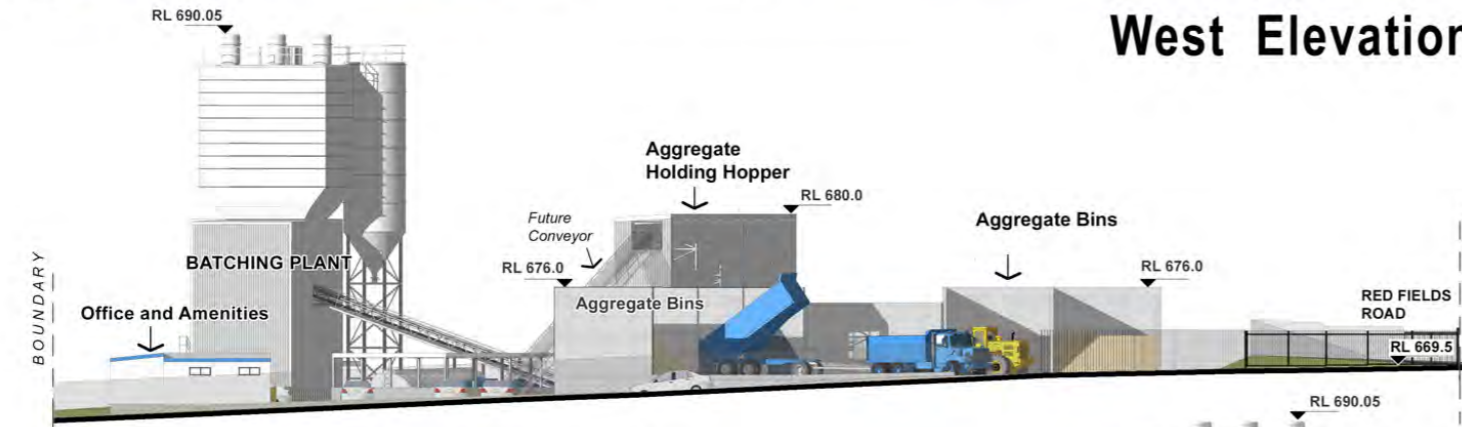 West Elevation
RL 690.05
Aggregate
Holding Hopper
RL 680.0
Future
Conveyor
Aggregate Bins
BATCHING PLANT
RL 676.0
RL 676.0
BOUNDARY
Office and Amenities
Aggregate Bins
RED FIELDS
ROAD
RL 669.5
RL 690.05